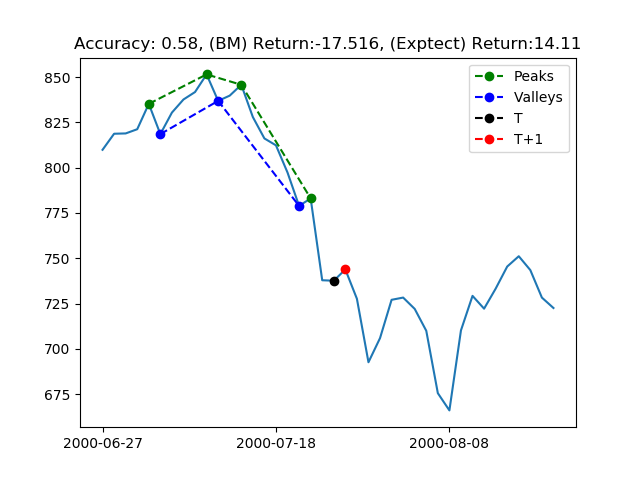 Accuracy: 0.58, (BM) Return:-17.516, (Exptect) Return:14.11
850
825
800
775
750
725
700
675
Peaks
Valleys
T
T+1
2000-06-27
2000-07-18
2000-08-08